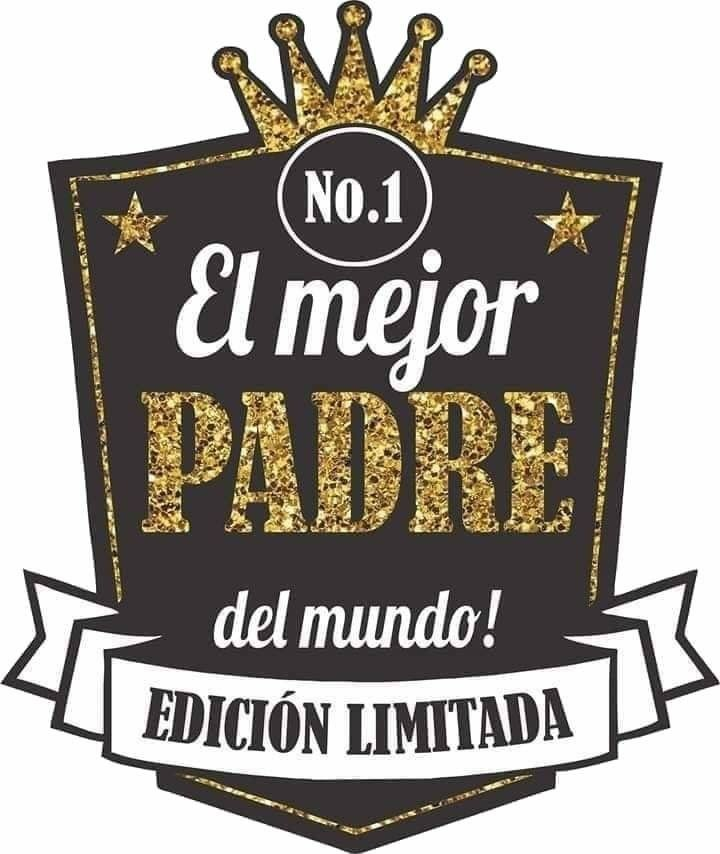 No.1
El mejor
PADRE
del mundo!
EDICIÓN LIMITADA